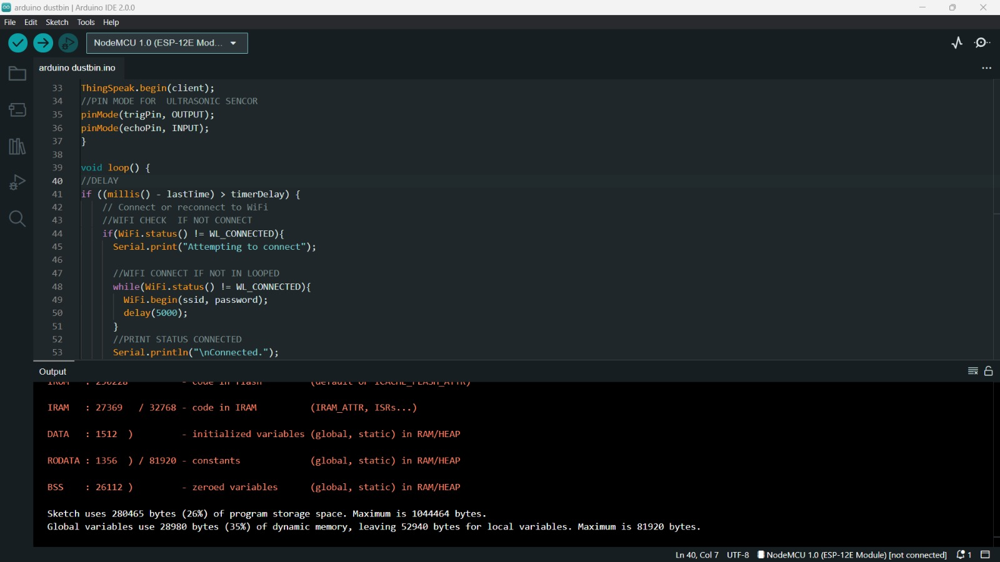 arduino dustbin | Arduino IDE 2.0.0
File Edit Sketch Tools Help
NodeMCU 1.0 (ESP-12E Mod...
arduino dustbin.ino
33 ThingSpeak.begin(client);
34 //PIN MODE FOR  ULTRASONIC SENCOR
35 pinMode(trigPin, OUTPUT);
36 pinMode(echoPin, INPUT);
37 }
38
39 void loop() {
40 //DELAY
41 if ((millis() - lastTime) > timerDelay) {
42 // Connect or reconnect to WiFi
43 //WIFI CHECK  IF NOT CONNECT
44 if(WiFi.status() != WL_CONNECTED){
45 Serial.print("Attempting to connect");
46
47 //WIFI CONNECT IF NOT IN LOOPED
48 while(WiFi.status() != WL_CONNECTED){
49 WiFi.begin(ssid, password);
50 delay(5000);
51 }
52 //PRINT STATUS CONNECTED
53 Serial.println("\nConnected.");
Output
IROM : 250228 - code in flash (default or ICACHE_FLASH_ATTR)
IRAM : 27369 / 32768 - code in IRAM (IRAM_ATTR, ISRs...)
DATA : 1512 ) - initialized variables (global, static) in RAM/HEAP
RODATA : 1356 ) / 81920 - constants (global, static) in RAM/HEAP
BSS : 26112 ) - zeroed variables (global, static) in RAM/HEAP
Sketch uses 280465 bytes (26%) of program storage space. Maximum is 1044464 bytes.
Global variables use 28980 bytes (35%) of dynamic memory, leaving 52940 bytes for local variables. Maximum is 81920 bytes.
Ln 40, Col 7 UTF-8 NodeMCU 1.0 (ESP-12E Module) [not connected] 1